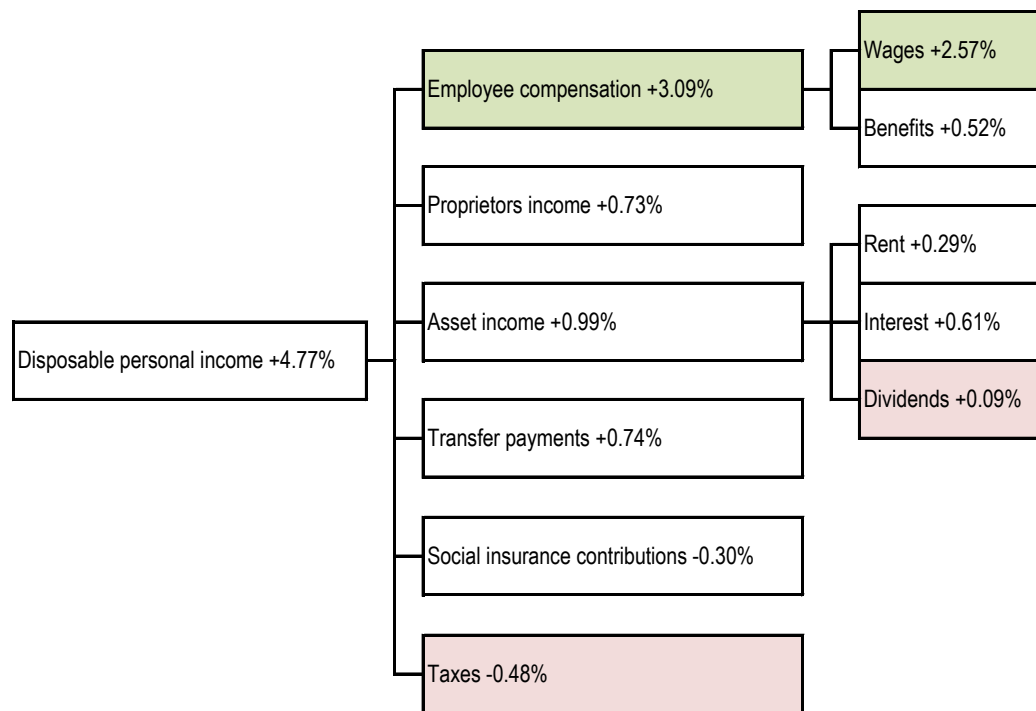 Disposable personal income +4.77%
Employee compensation +3.09%
Wages +2.57%
Benefits +0.52%
Proprietors income +0.73%
Asset income +0.99%
Rent +0.29%
Interest +0.61%
Dividends +0.09%
Transfer payments +0.74%
Social insurance contributions -0.30%
Taxes -0.48%